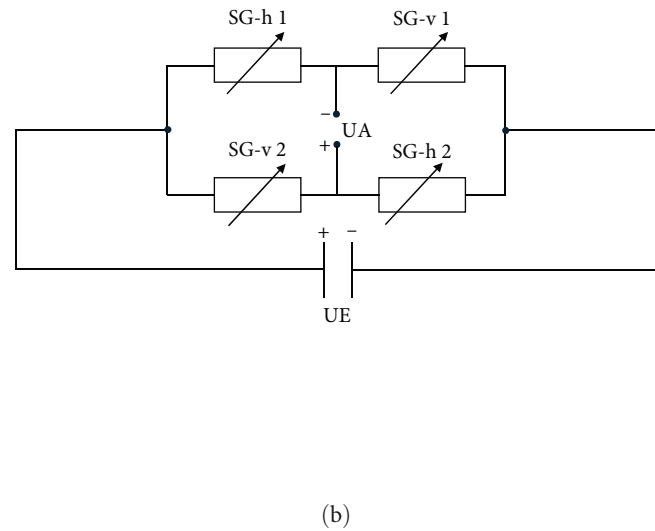 SG-h 1 SG-v 1
−
UA
+
SG-v 2 SG-h 2
+ −
UE
(b)